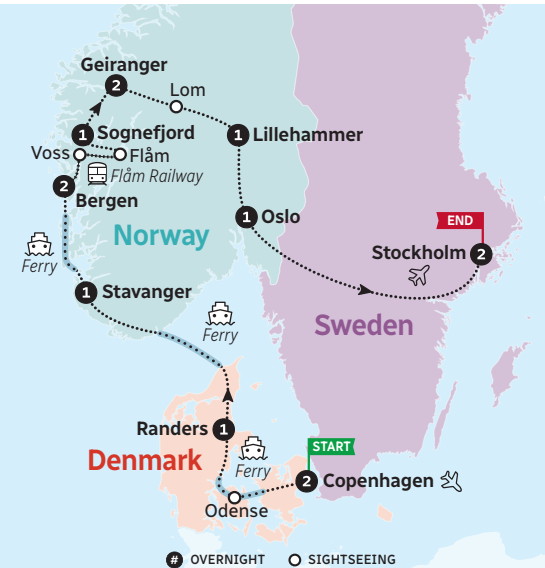 Geiranger
2
Lom
1 Sognefjord
1 Lillehammer
Voss
Flåm
Flåm Railway
2
Bergen
1 Oslo
Norway
END
Stockholm 2
Ferry
1 Stavanger
Ferry
Sweden
Randers 1
START
Denmark
Ferry
2 Copenhagen
Odense
# OVERNIGHT SIGHTSEEING